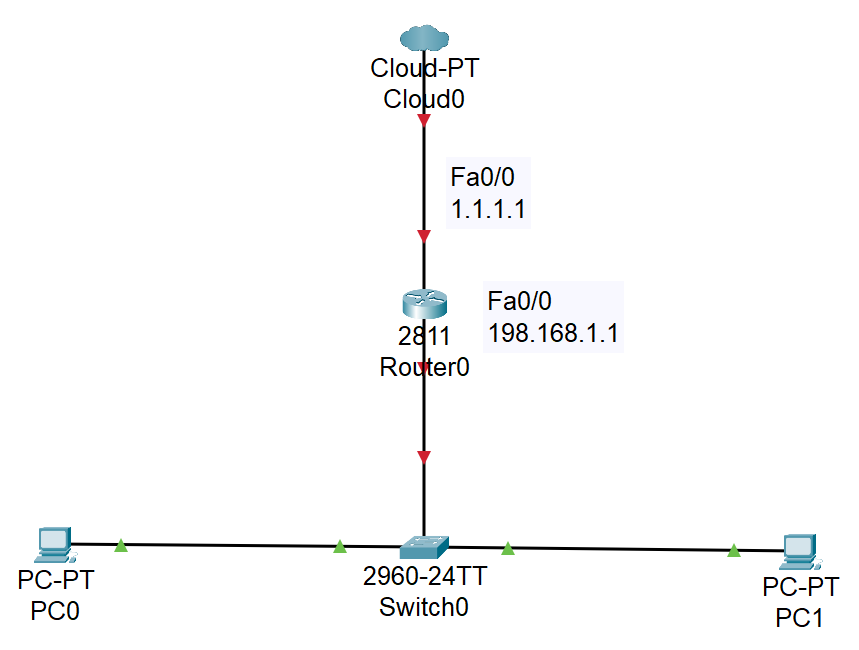 Cloud-PT
Cloud0
Fa0/0
1.1.1.1
Fa0/0
198.168.1.1
2811
Router0
PC-PT
PC0
2960-24TT
Switch0
PC-PT
PC1